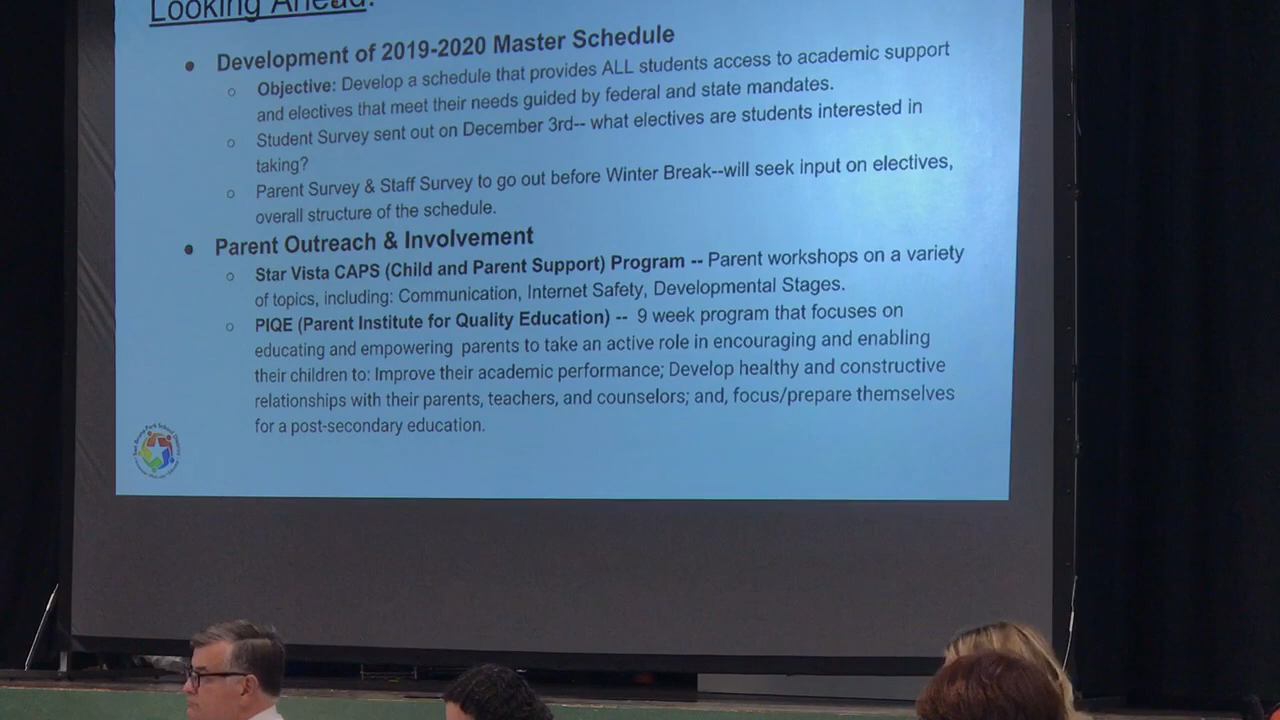 Looking Ahead:
● Development of 2019-2020 Master Schedule
○ Objective: Develop a schedule that provides ALL students access to academic support
and electives that meet their needs guided by federal and state mandates.
○ Student Survey sent out on December 3rd-- what electives are students interested in
taking?
○ Parent Survey & Staff Survey to go out before Winter Break--will seek input on electives,
overall structure of the schedule.
● Parent Outreach & Involvement
○ Star Vista CAPS (Child and Parent Support) Program -- Parent workshops on a variety
of topics, including: Communication, Internet Safety, Developmental Stages.
○ PIQE (Parent Institute for Quality Education) -- 9 week program that focuses on
educating and empowering parents to take an active role in encouraging and enabling
their children to: Improve their academic performance; Develop healthy and constructive
relationships with their parents, teachers, and counselors; and, focus/prepare themselves
for a post-secondary education.